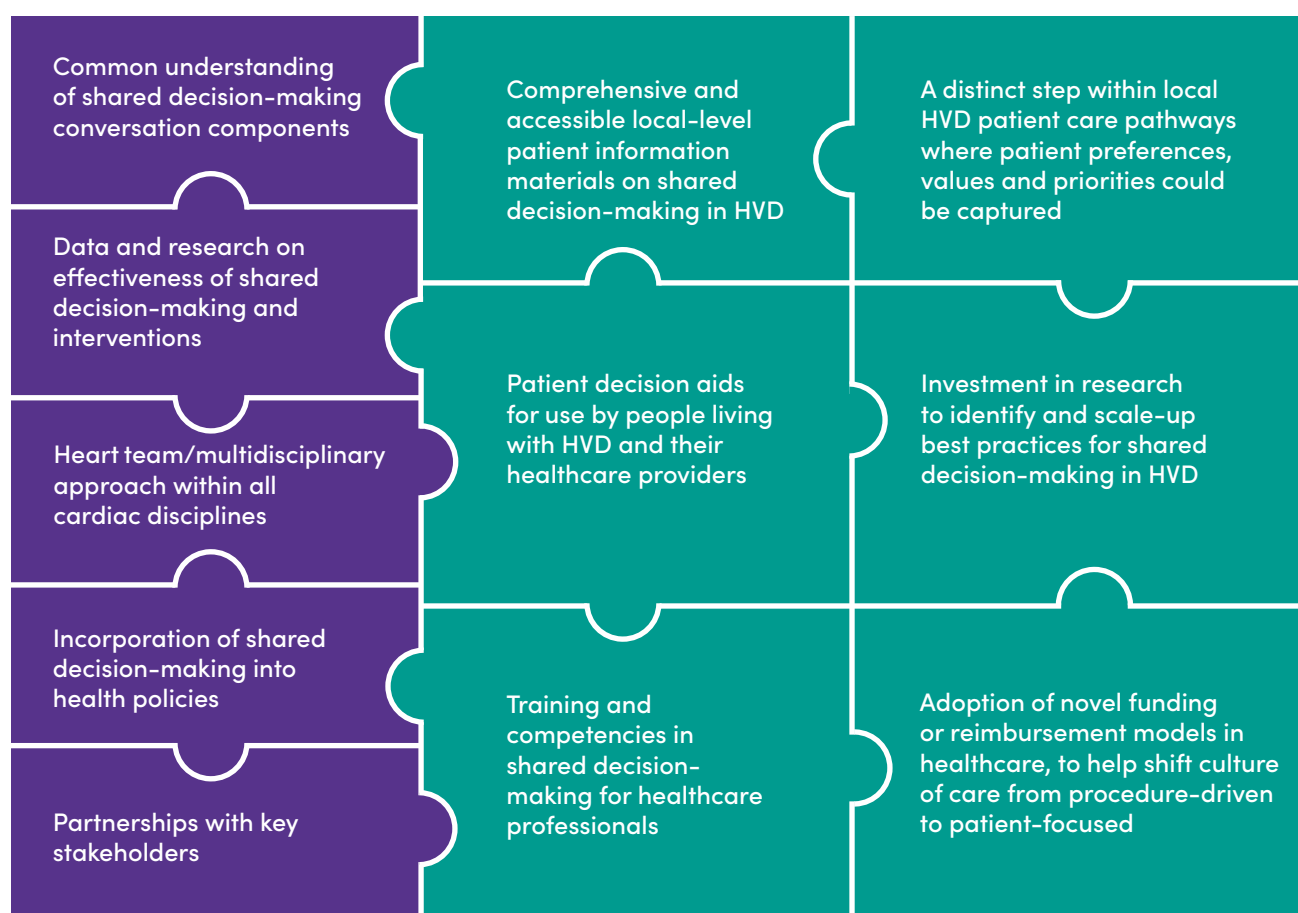 Common understanding
of shared decision-making
conversation components
Data and research on
effectiveness of shared
decision-making and
interventions
Heart team/multidisciplinary
approach within all
cardiac disciplines
Incorporation of shared
decision-making into
health policies
Partnerships with key
stakeholders
Comprehensive and
accessible local-level
patient information
materials on shared
decision-making in HVD
Patient decision aids
for use by people living
with HVD and their
healthcare providers
Training and
competencies in
shared decision-
making for healthcare
professionals
A distinct step within local
HVD patient care pathways
where patient preferences,
values and priorities could
be captured
Investment in research
to identify and scale-up
best practices for shared
decision-making in HVD
Adoption of novel funding
or reimbursement models in
healthcare, to help shift culture
of care from procedure-driven
to patient-focused